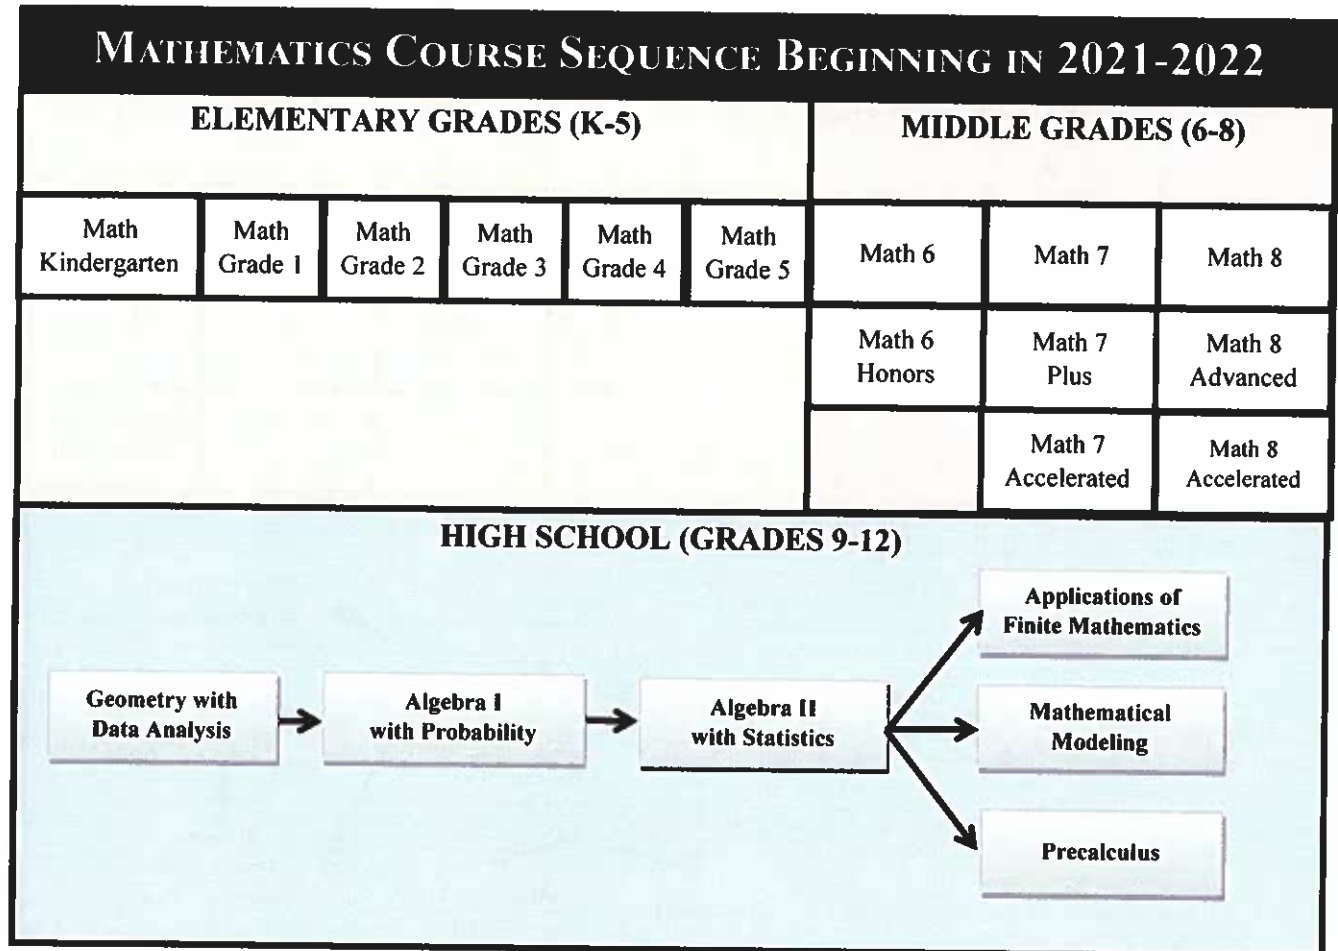 MATHEMATICS COURSE SEQUENCE BEGINNING IN 2021-2022
ELEMENTARY GRADES (K-5)
MIDDLE GRADES (6-8)
Math
Kindergarten
Math
Grade 1
Math
Grade 2
Math
Grade 3
Math
Grade 4
Math
Grade 5
Math 6
Math 7
Math 8
Math 6
Honors
Math 7
Plus
Math 8
Advanced
Math 7
Accelerated
Math 8
Accelerated
HIGH SCHOOL (GRADES 9-12)
Geometry with
Data Analysis
Algebra I
with Probability
Algebra II
with Statistics
Applications of
Finite Mathematics
Mathematical
Modeling
Precalculus